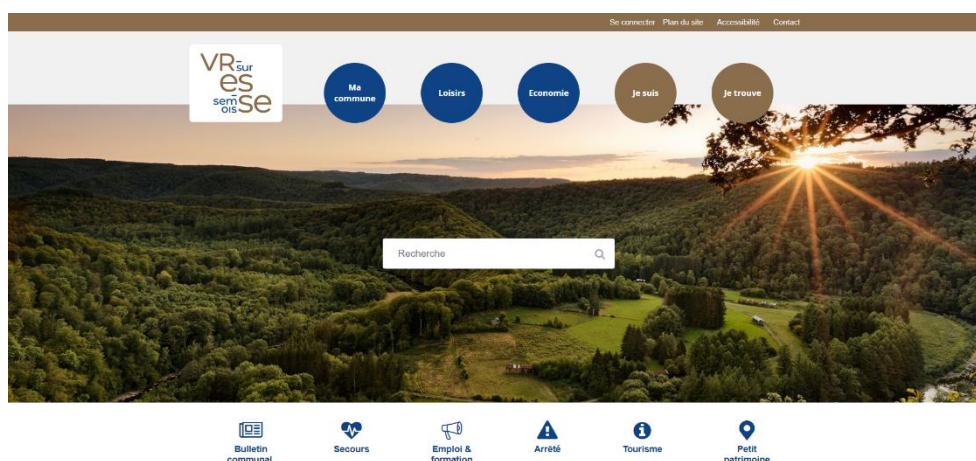 Se connecter Plan du site Accessibilité Contact
VR sur
es
sem se
ois
Ma
commune
Loisirs
Economie
Je suis
Je trouve
Recherche
Bulletin
communal
Secours
Emploi &
formation
Arrêté
Tourisme
Petit
patrimoine